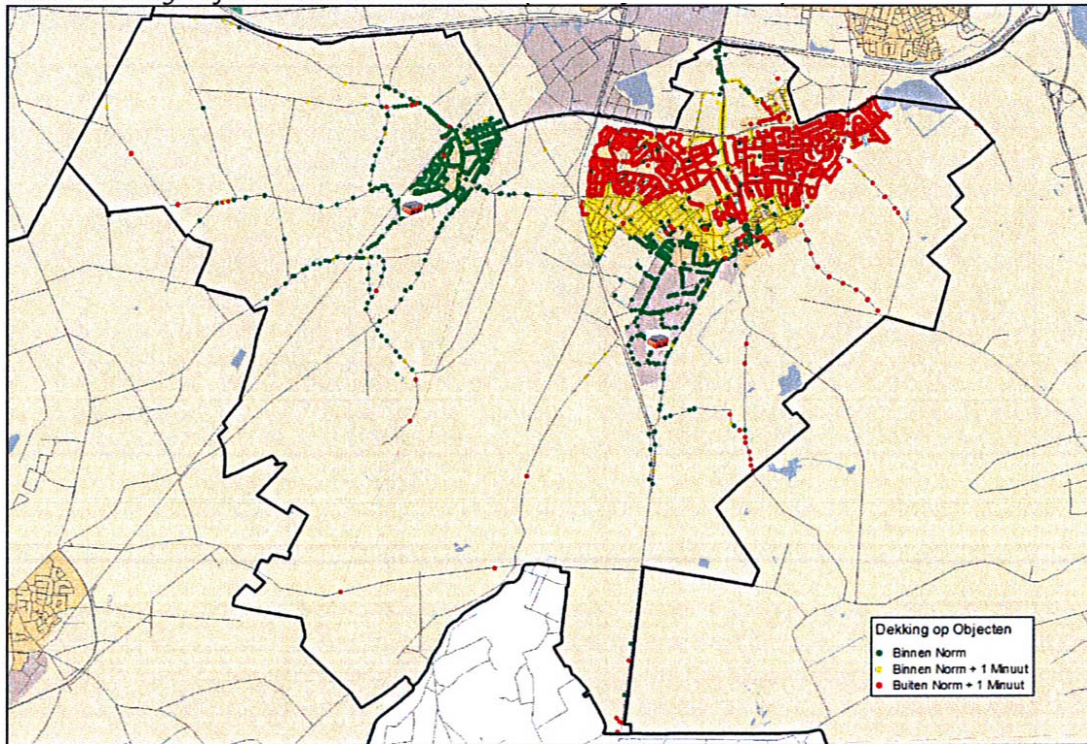 Dekking op Objecten
Binnen Norm
Binnen Norm + 1 Minuut
Buiten Norm + 1 Minuut